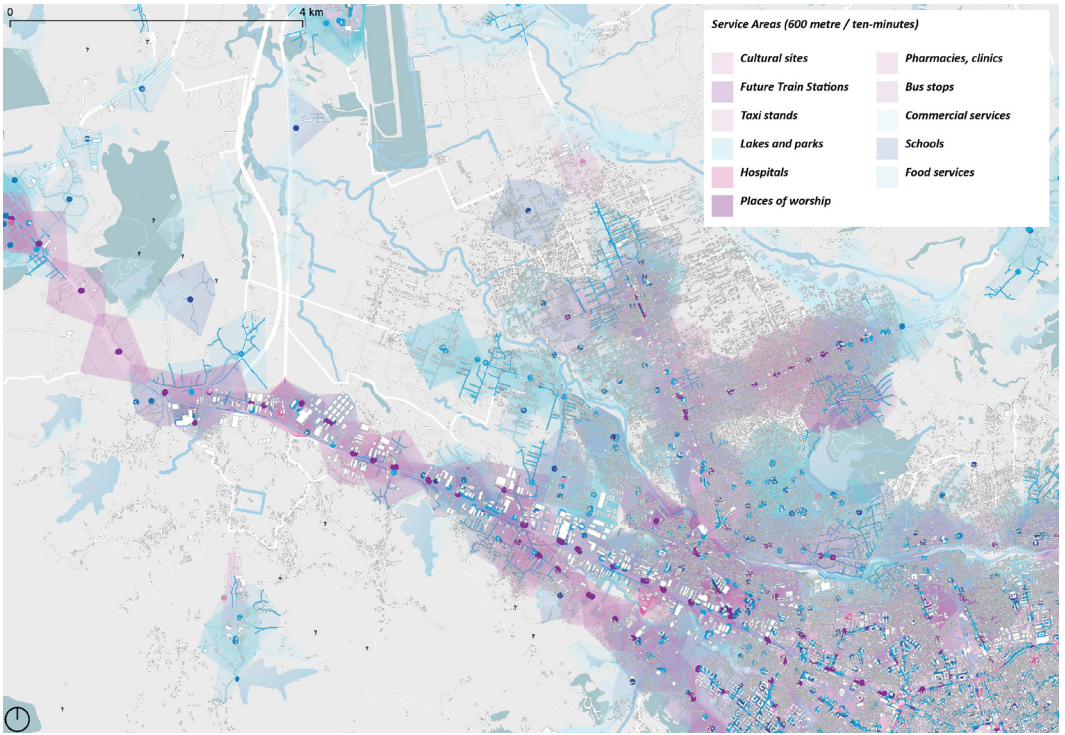 0 4 km
Service Areas (600 metre / ten-minutes)
Cultural sites
Future Train Stations
Taxi stands
Lakes and parks
Hospitals
Places of worship
Pharmacies, clinics
Bus stops
Commercial services
Schools
Food services
?
?
?
?
?
?
?
?
?
?
?